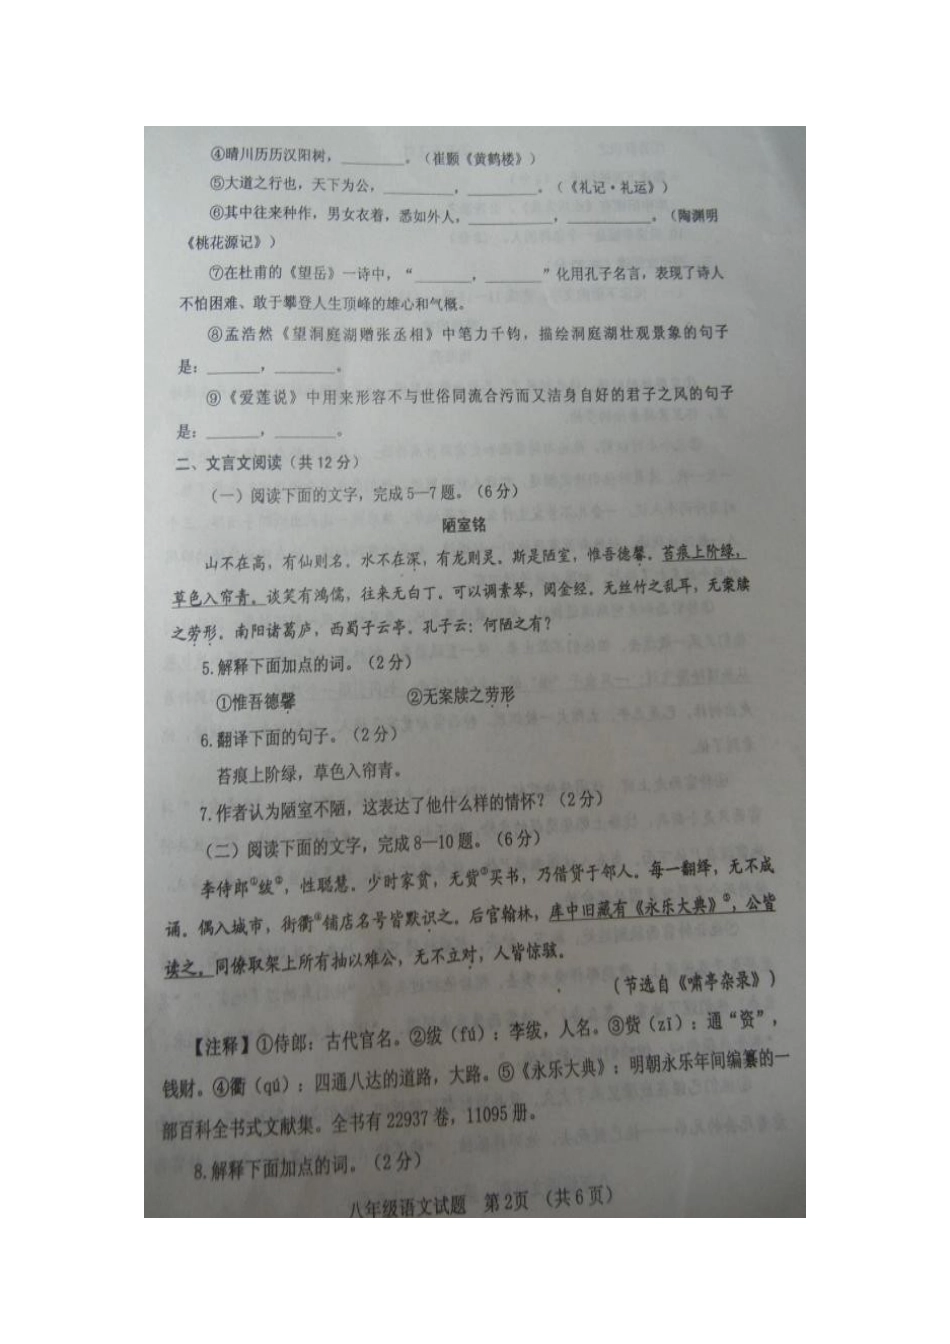 ④晴川历历汉阳树，________。（崔颢《黄鹤楼》）
⑤大道之行也，天下为公，________，________。（《礼记·礼运》）
⑥其中往来种作，男女衣着，悉如外人。________，________。（陶渊明
《桃花源记》）
⑦在杜甫的《望岳》一诗中，“________，________”化用孔子名言，表现了诗人
不怕困难、敢于攀登人生顶峰的雄心和气概。
⑧孟浩然《望洞庭湖赠张丞相》中笔力千钧，描绘洞庭湖壮观景象的句子
是：________，________。
⑨《爱莲说》中用来形容不与世俗同流合污而又洁身自好的君子之风的句子
是：________，________。
二、文言文阅读（共12分）
（一）阅读下面的文字，完成5—7题。（6分）
陋室铭
山不在高，有仙则名。水不在深，有龙则灵。斯是陋室，惟吾德馨。苔痕上阶绿，
草色入帘青。谈笑有鸿儒，往来无白丁。可以调素琴，阅金经。无丝竹之乱耳，无案牍
之劳形。南阳诸葛庐，西蜀子云亭。孔子云：何陋之有？
5.解释下面加点的词。（2分）
①惟吾德馨 ②无案牍之劳形
6.翻译下面的句子。（2分）
苔痕上阶绿，草色入帘青。
7.作者认为陋室不陋，这表达了他什么样的情怀？（2分）
（二）阅读下面的文字，完成8—10题。（6分）
李侍郎①绂②，性聪慧。少时家贫，无赀③买书，乃借贷于邻人。每一翻绎，无不成
诵。偶入城市，街衢④铺店名号皆默识之。后官翰林，库中旧藏有《永乐大典》⑤，公皆
读之。同僚取架上所有抽以难公，无不立对，人皆惊骇。
（节选自《啸亭杂录》）
【注释】①侍郎：古代官名。②绂（fú）：李绂，人名。③赀（zī）：通“资”，
钱财。④衢（qú）：四通八达的道路，大路。⑤《永乐大典》：明朝永乐年间编纂的一
部百科全书式文献集。全书有22937卷，11095册。
8.解释下面加点的词。（2分）
八年级语文试题 第2页 （共6页）